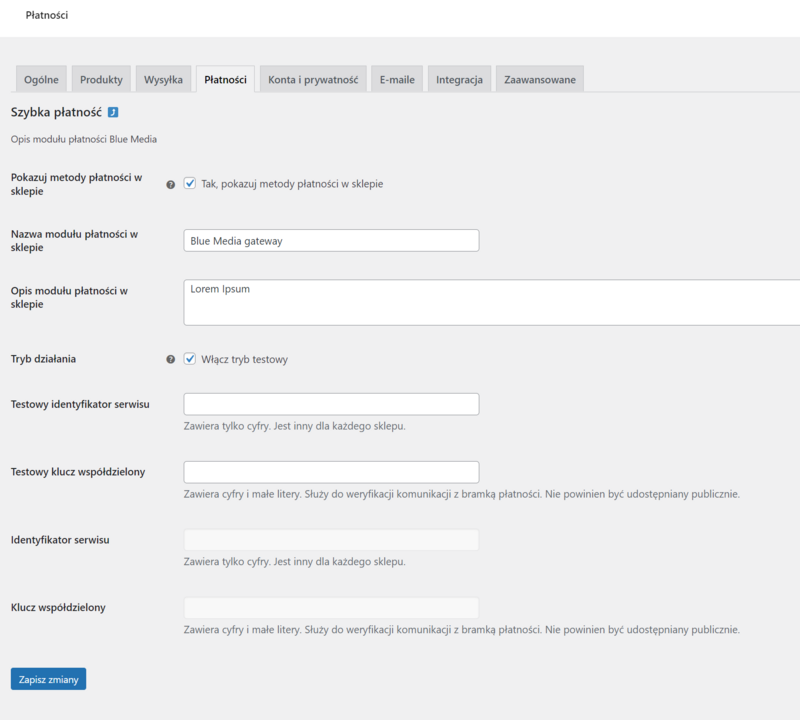 Płatności
Ogólne Produkty Wysyłka Płatności Konta i prywatność E-maile Integracja Zaawansowane
Szybka płatność
Opis modułu płatności Blue Media
Pokazuj metody płatności w
sklepie
Tak, pokazuj metody płatności w sklepie
Nazwa modułu płatności w
sklepie
Blue Media gateway
Opis modułu płatności w
sklepie
Lorem Ipsum
Tryb działania
Włącz tryb testowy
Testowy identyfikator serwisu
Zawiera tylko cyfry. Jest inny dla każdego sklepu.
Testowy klucz współdzielony
Zawiera cyfry i małe litery. Służy do weryfikacji komunikacji z bramką płatności. Nie powinien być udostępniany publicznie.
Identyfikator serwisu
Zawiera tylko cyfry. Jest inny dla każdego sklepu.
Klucz współdzielony
Zawiera cyfry i małe litery. Służy do weryfikacji komunikacji z bramką płatności. Nie powinien być udostępniany publicznie.
Zapisz zmiany